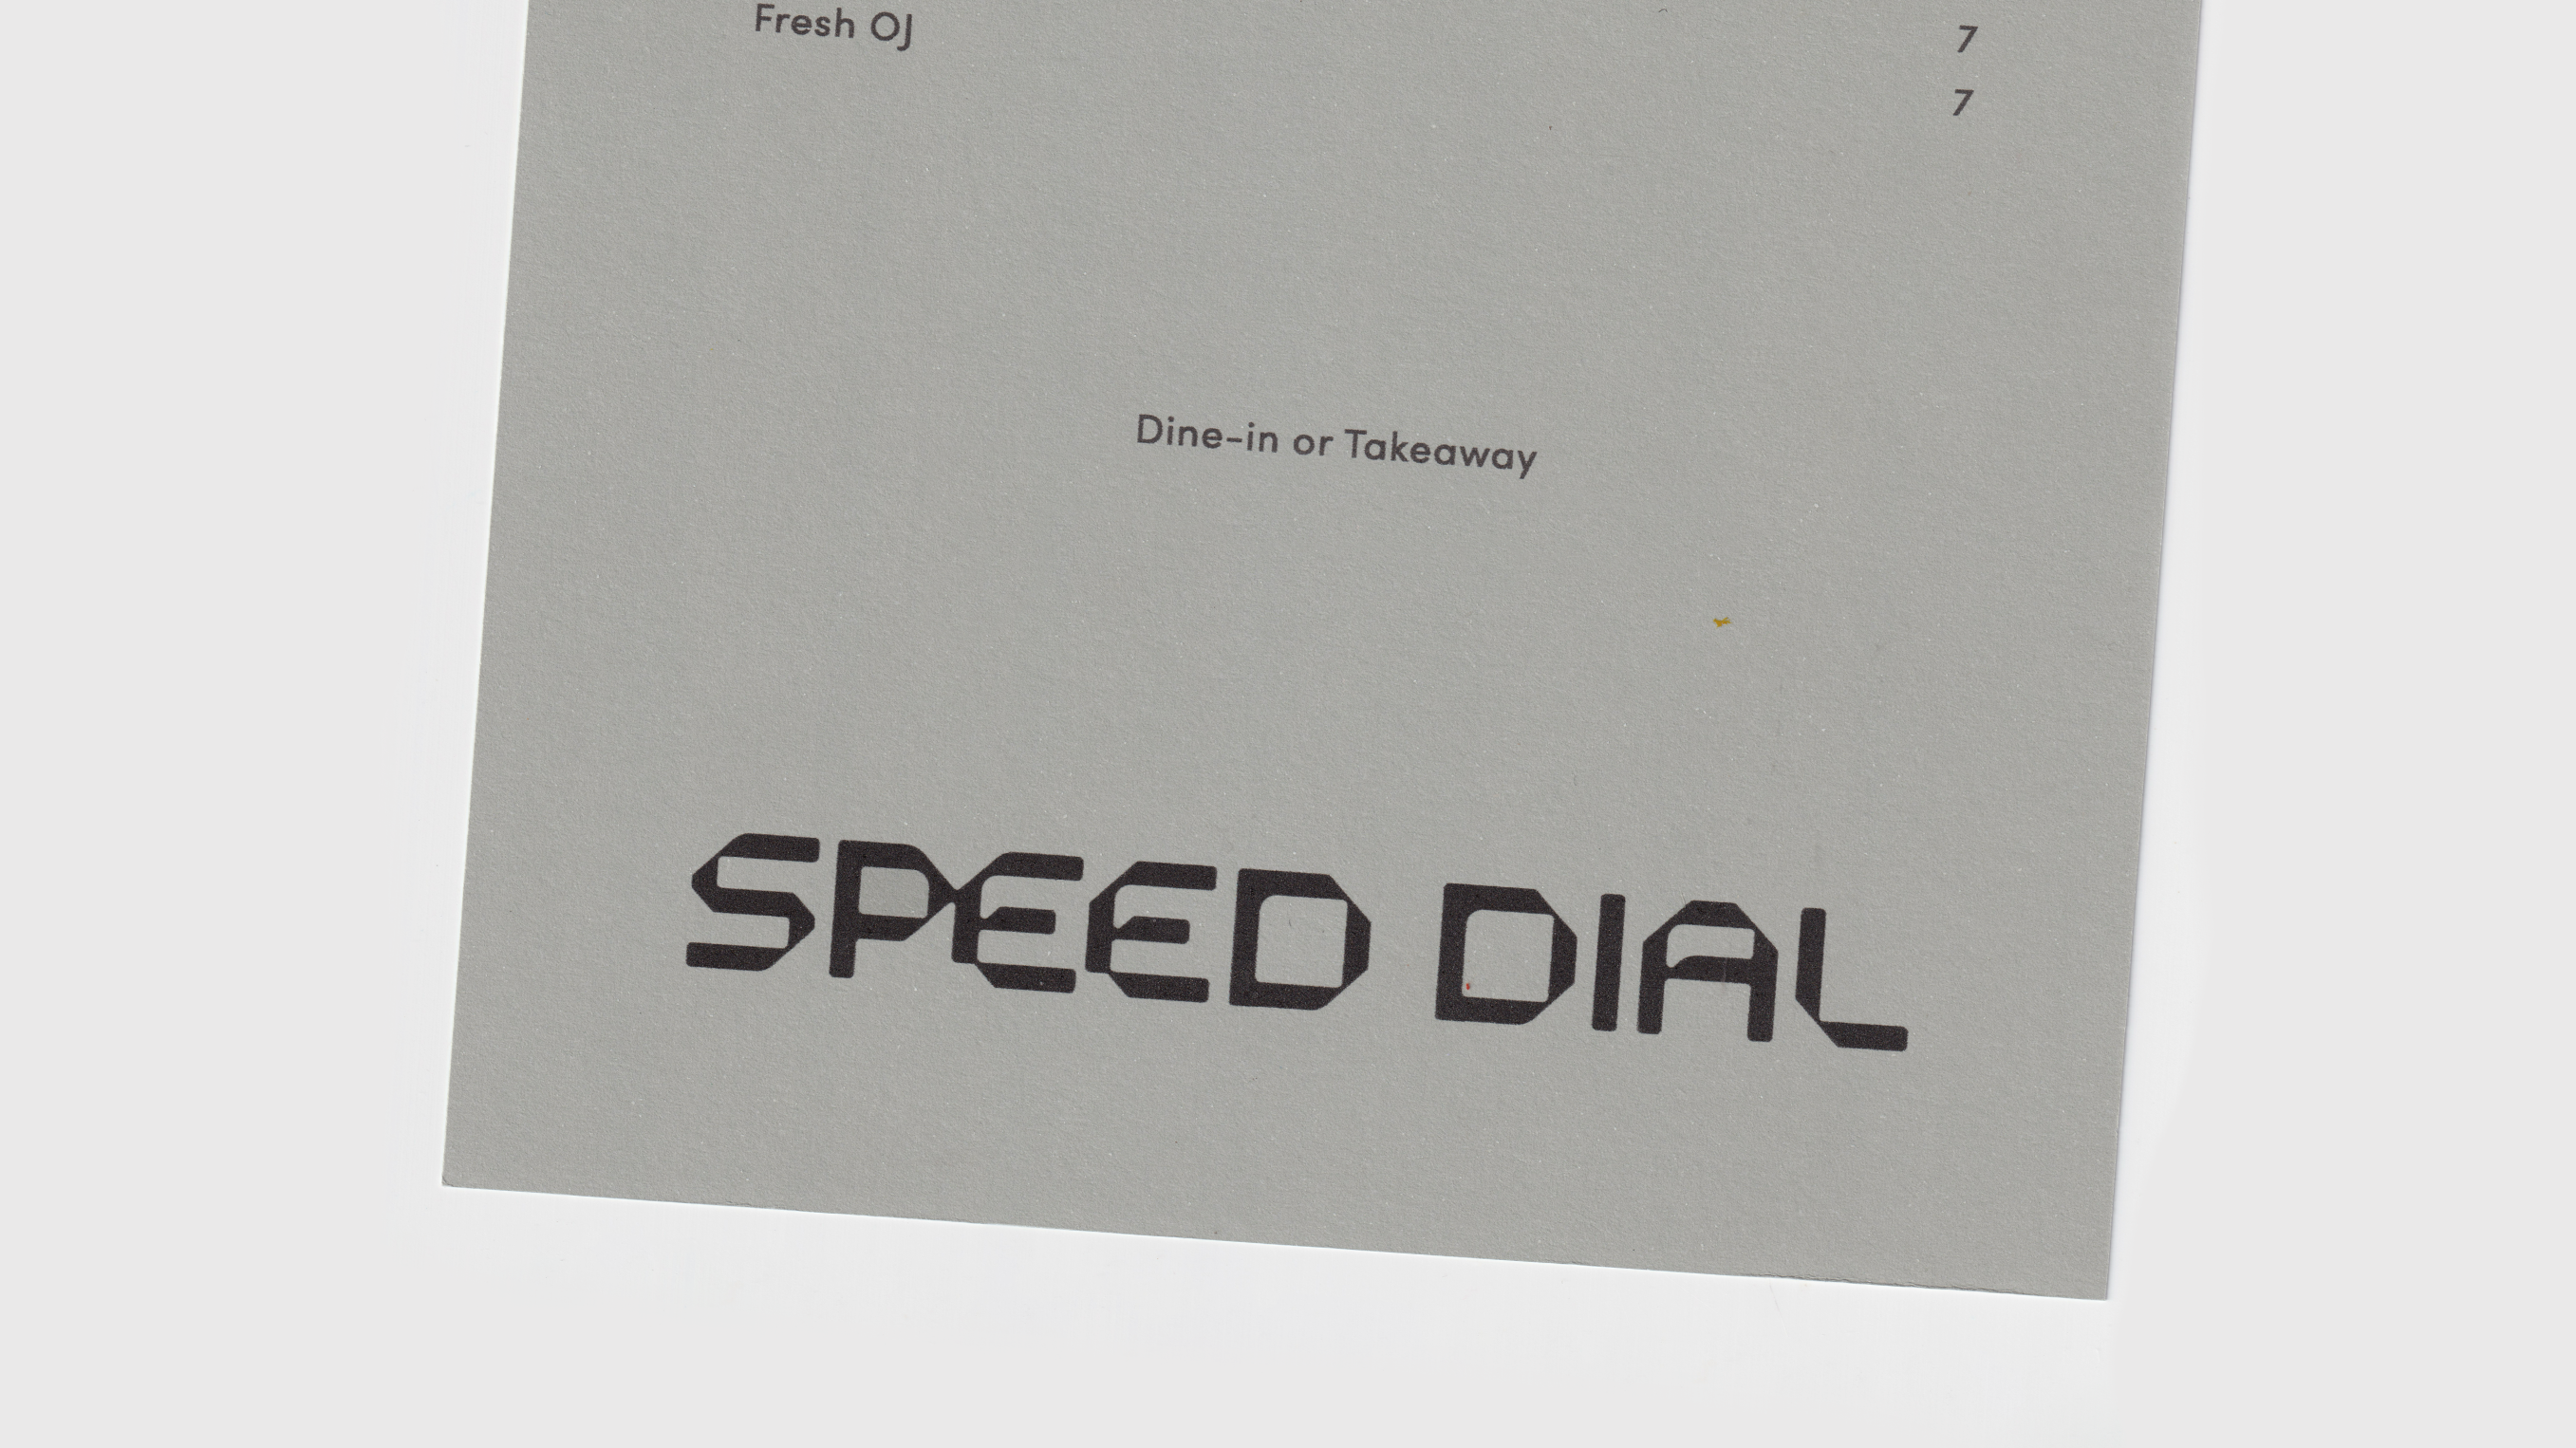 Fresh OJ 7
7
Dine-in or Takeaway
SPEED DIAL